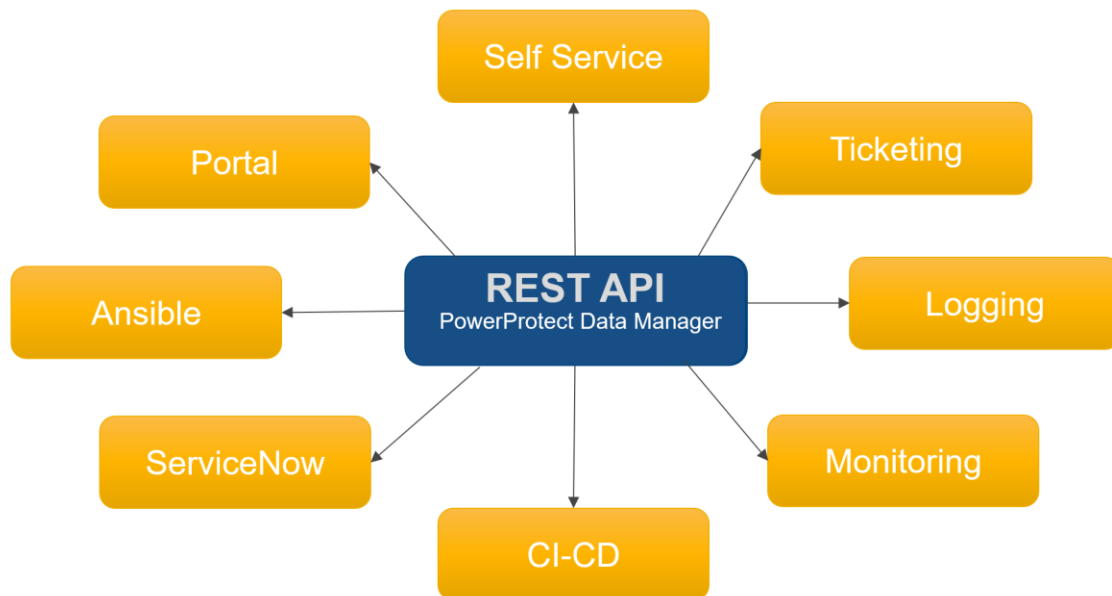 Self Service
Portal
Ticketing
Ansible
REST API
PowerProtect Data Manager
Logging
ServiceNow
Monitoring
CI-CD